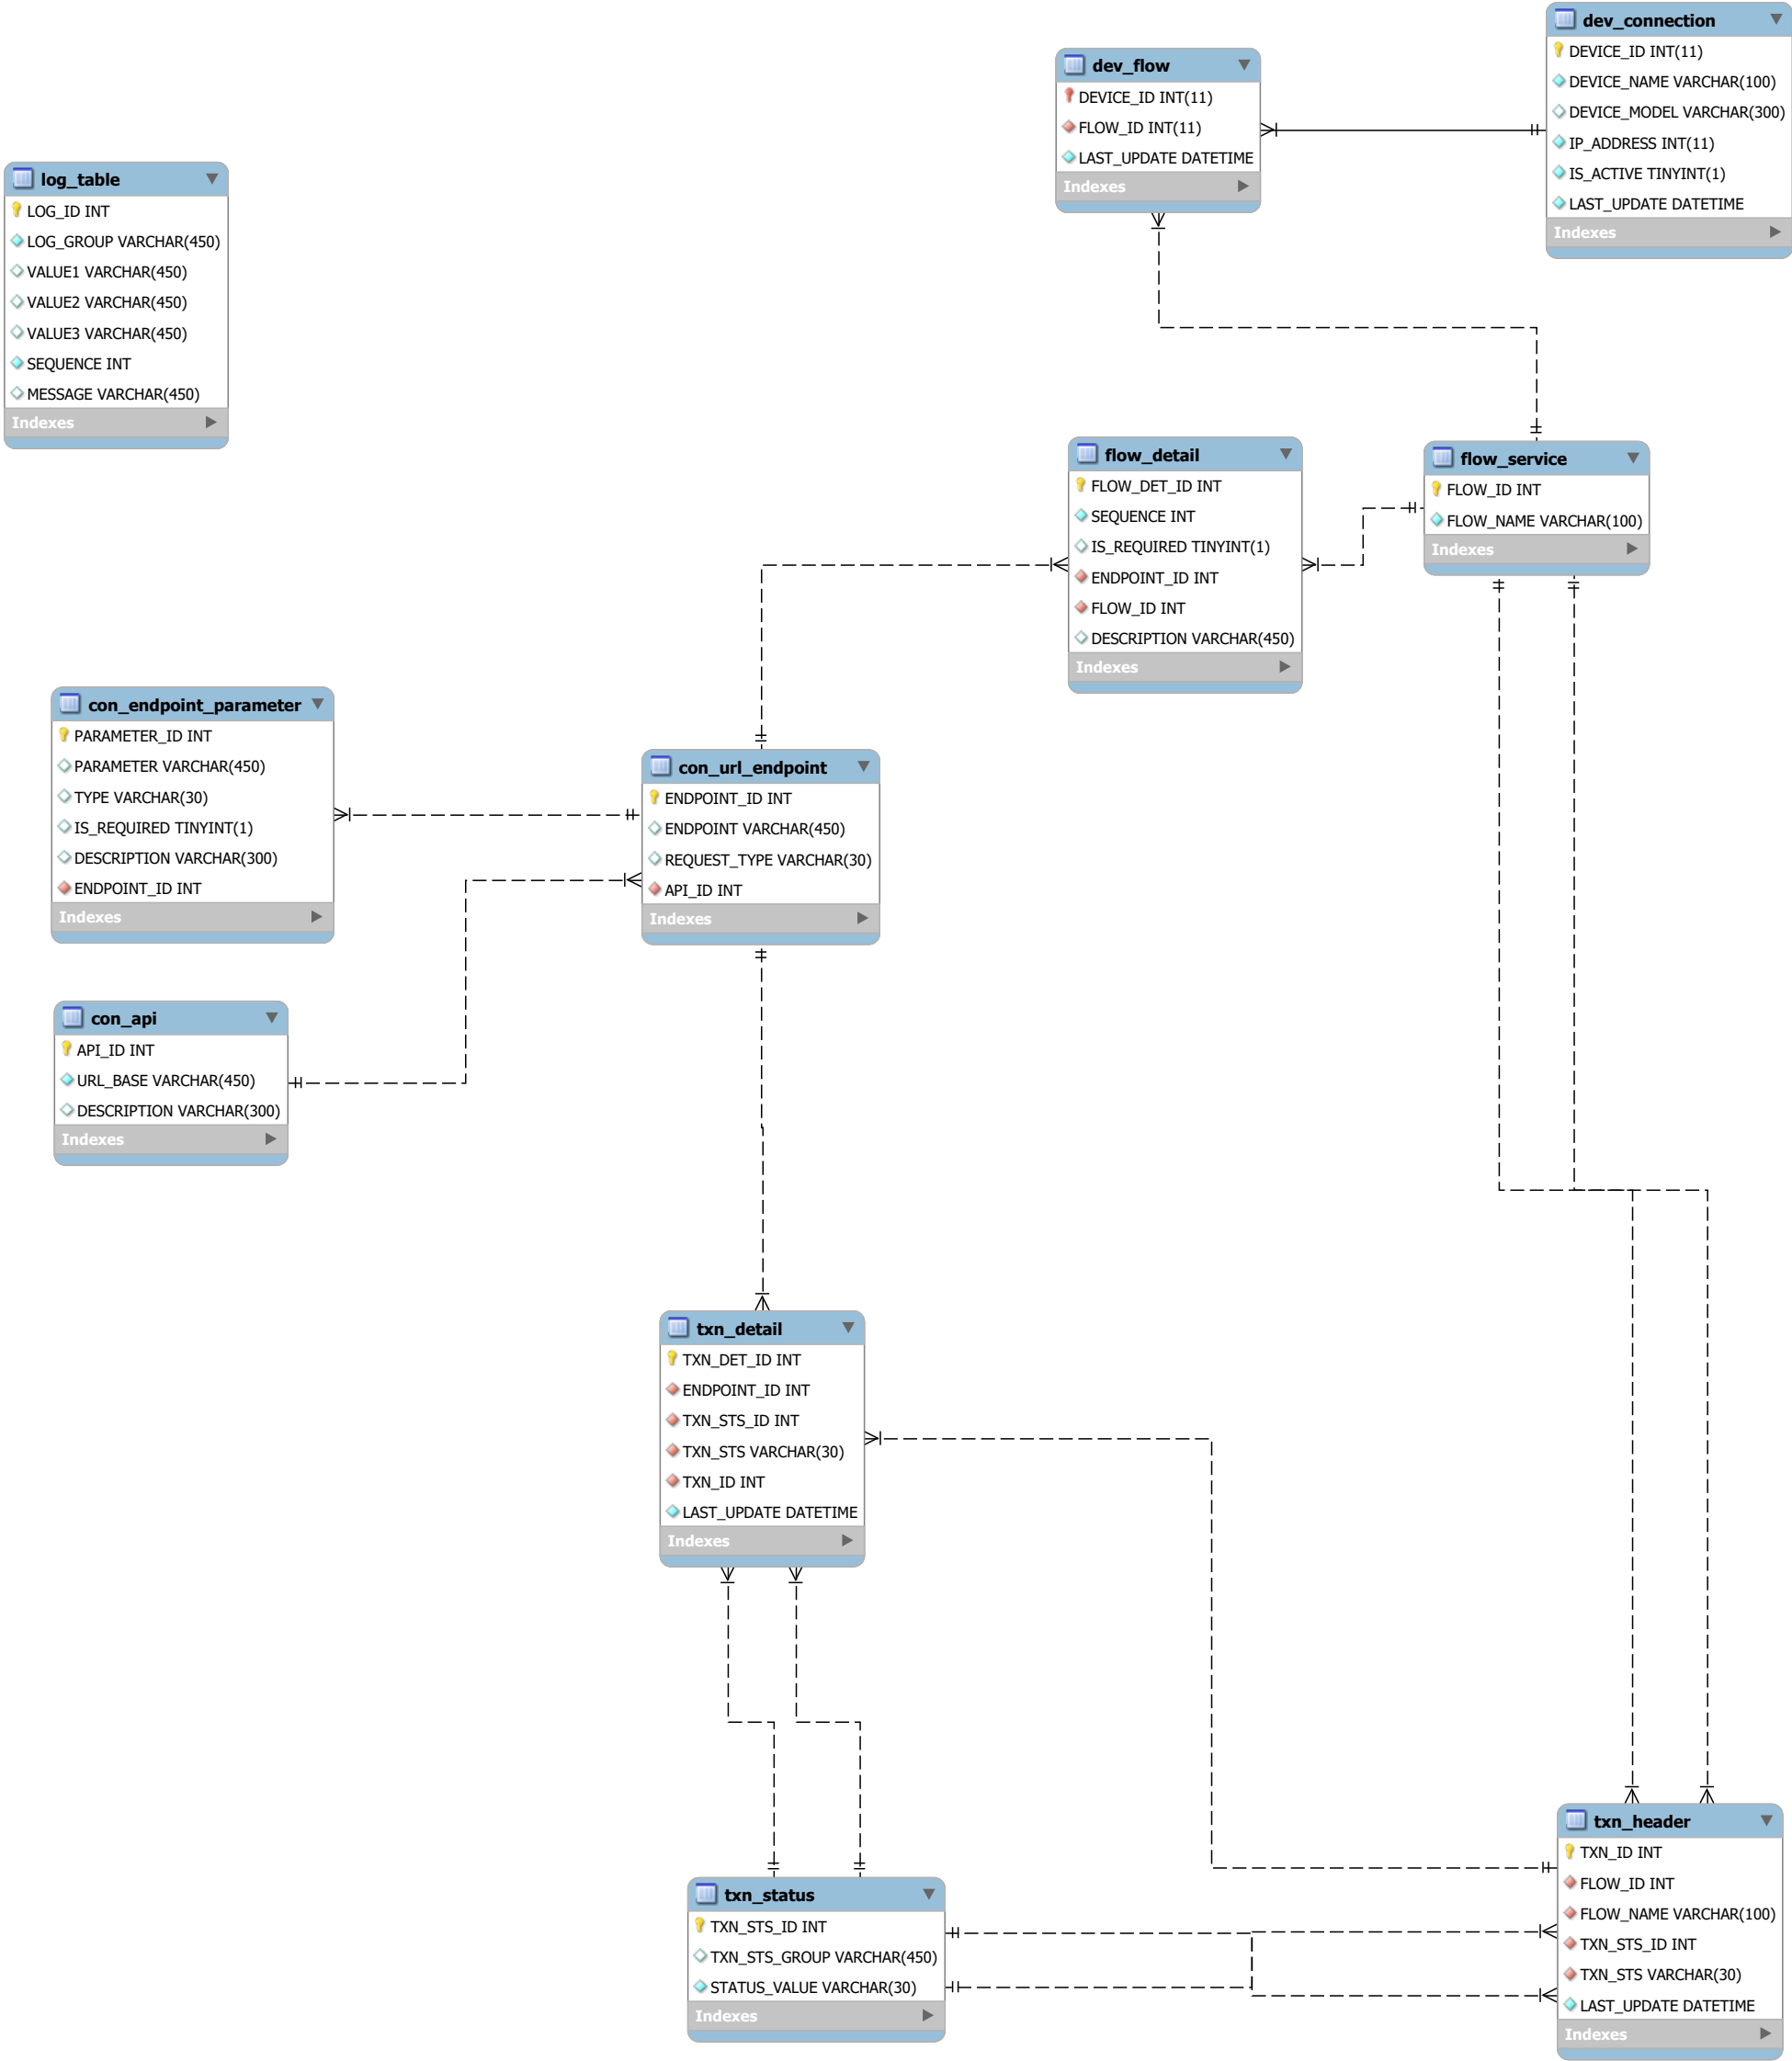 dev_connection
DEVICE_ID INT(11)
DEVICE_NAME VARCHAR(100)
DEVICE_MODEL VARCHAR(300)
IP_ADDRESS INT(11)
IS_ACTIVE TINYINT(1)
LAST_UPDATE DATETIME
Indexes
dev_flow
DEVICE_ID INT(11)
FLOW_ID INT(11)
LAST_UPDATE DATETIME
Indexes
log_table
LOG_ID INT
LOG_GROUP VARCHAR(450)
VALUE1 VARCHAR(450)
VALUE2 VARCHAR(450)
VALUE3 VARCHAR(450)
SEQUENCE INT
MESSAGE VARCHAR(450)
Indexes
flow_detail
FLOW_DET_ID INT
SEQUENCE INT
IS_REQUIRED TINYINT(1)
ENDPOINT_ID INT
FLOW_ID INT
DESCRIPTION VARCHAR(450)
Indexes
flow_service
FLOW_ID INT
FLOW_NAME VARCHAR(100)
Indexes
con_endpoint_parameter
PARAMETER_ID INT
PARAMETER VARCHAR(450)
TYPE VARCHAR(30)
IS_REQUIRED TINYINT(1)
DESCRIPTION VARCHAR(300)
ENDPOINT_ID INT
Indexes
con_url_endpoint
ENDPOINT_ID INT
ENDPOINT VARCHAR(450)
REQUEST_TYPE VARCHAR(30)
API_ID INT
Indexes
con_api
API_ID INT
URL_BASE VARCHAR(450)
DESCRIPTION VARCHAR(300)
Indexes
txn_detail
TXN_DET_ID INT
ENDPOINT_ID INT
TXN_STS_ID INT
TXN_STS VARCHAR(30)
TXN_ID INT
LAST_UPDATE DATETIME
Indexes
txn_header
TXN_ID INT
FLOW_ID INT
FLOW_NAME VARCHAR(100)
TXN_STS_ID INT
TXN_STS VARCHAR(30)
LAST_UPDATE DATETIME
Indexes
txn_status
TXN_STS_ID INT
TXN_STS_GROUP VARCHAR(450)
STATUS_VALUE VARCHAR(30)
Indexes